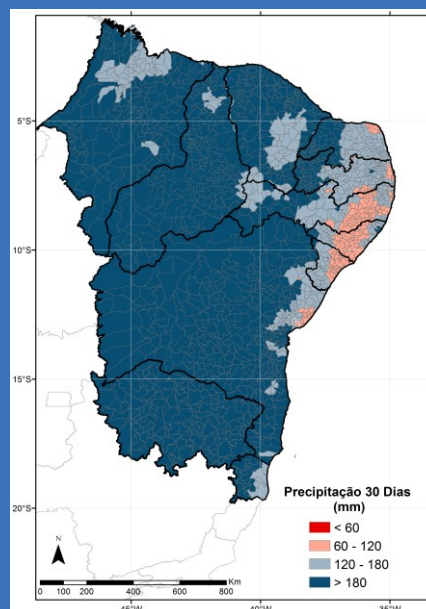 5°S
10°S
15°S
20°S
Precipitação 30 Dias
(mm)
< 60
60 - 120
120 - 180
> 180
N
Km
0 100 200 400 600 800
45°W
40°W
35°W